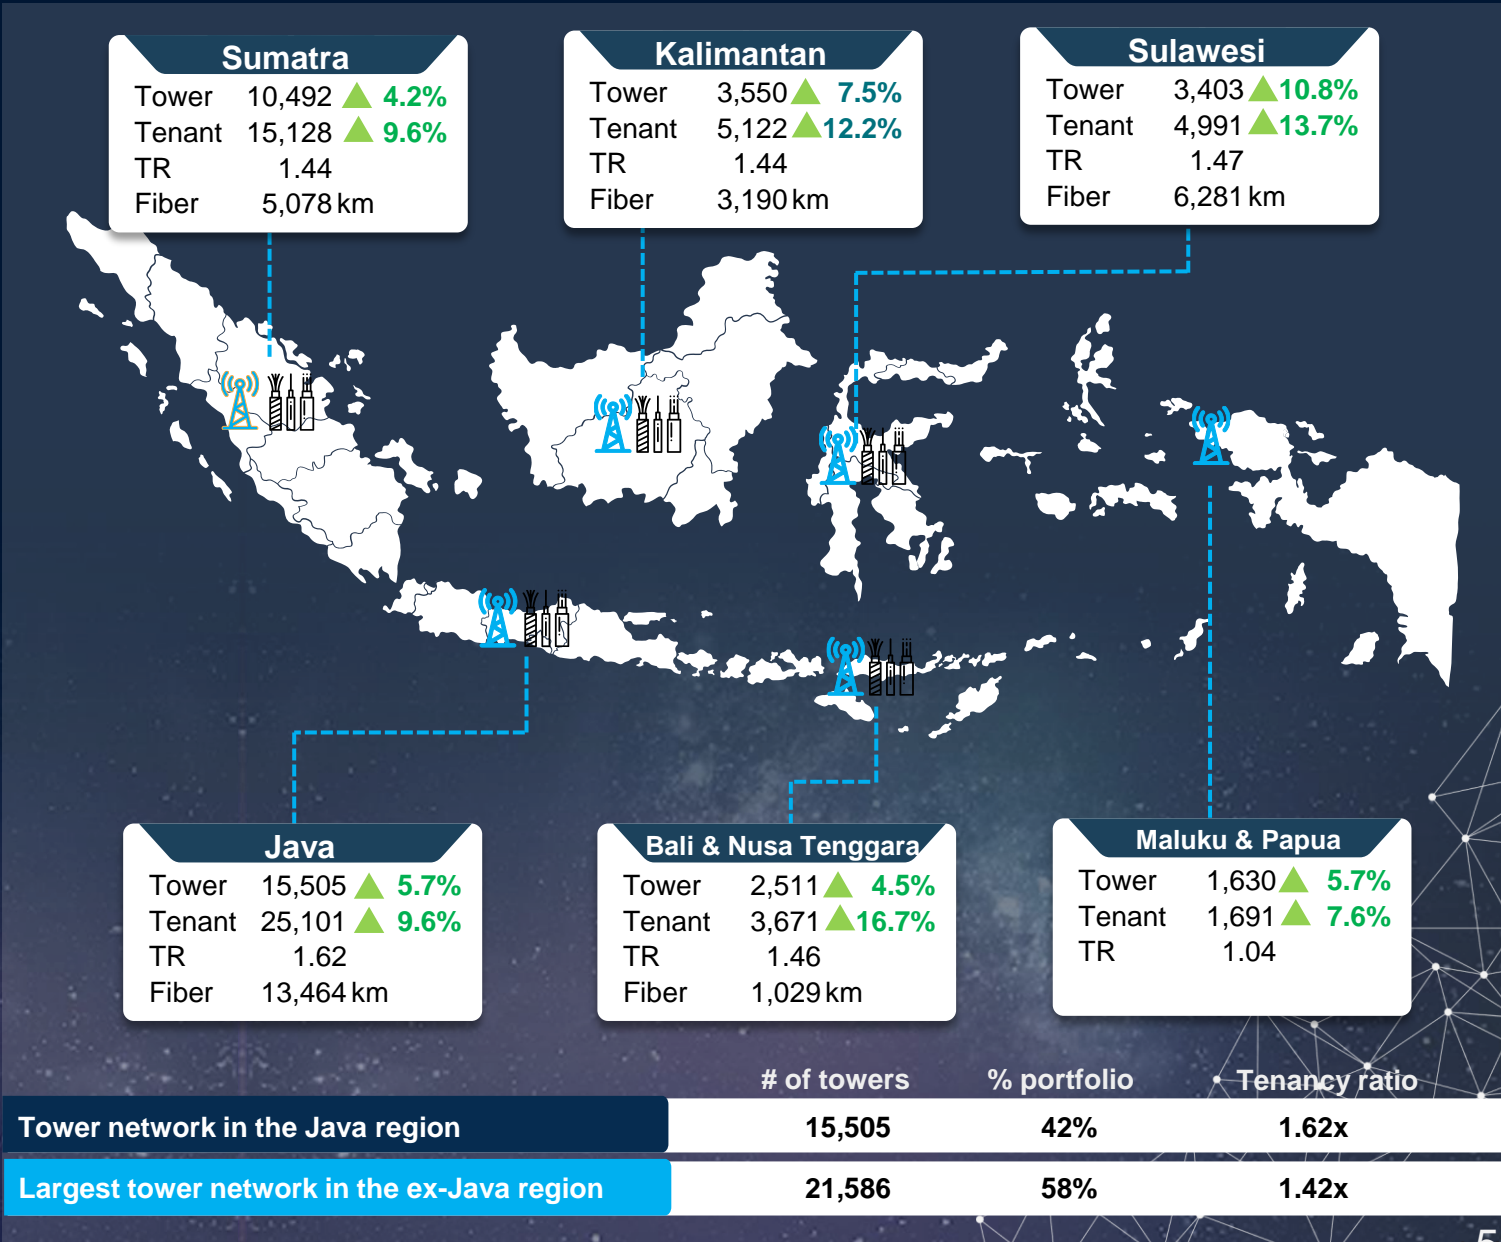 Sumatra
Tower 10,492 4.2%
Tenant 15,128 9.6%
TR 1.44
Fiber 5,078 km
Kalimantan
Tower 3,550 7.5%
Tenant 5,122 12.2%
TR 1.44
Fiber 3,190 km
Sulawesi
Tower 3,403 10.8%
Tenant 4,991 13.7%
TR 1.47
Fiber 6,281 km
Java
Tower 15,505 5.7%
Tenant 25,101 9.6%
TR 1.62
Fiber 13,464 km
Bali & Nusa Tenggara
Tower 2,511 4.5%
Tenant 3,671 16.7%
TR 1.46
Fiber 1,029 km
Maluku & Papua
Tower 1,630 5.7%
Tenant 1,691 7.6%
TR 1.04
# of towers % portfolio Tenancy ratio
Tower network in the Java region 15,505 42% 1.62x
Largest tower network in the ex-Java region 21,586 58% 1.42x
5